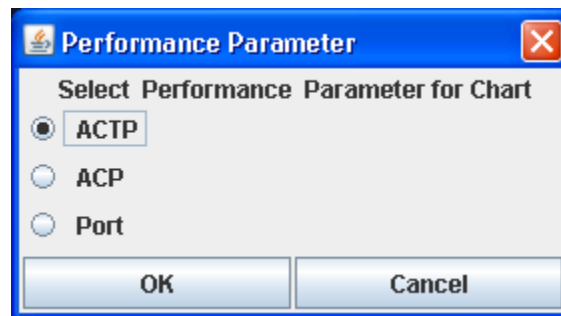 Performance Parameter
Select Performance Parameter for Chart
ACTP
ACP
Port
OK Cancel